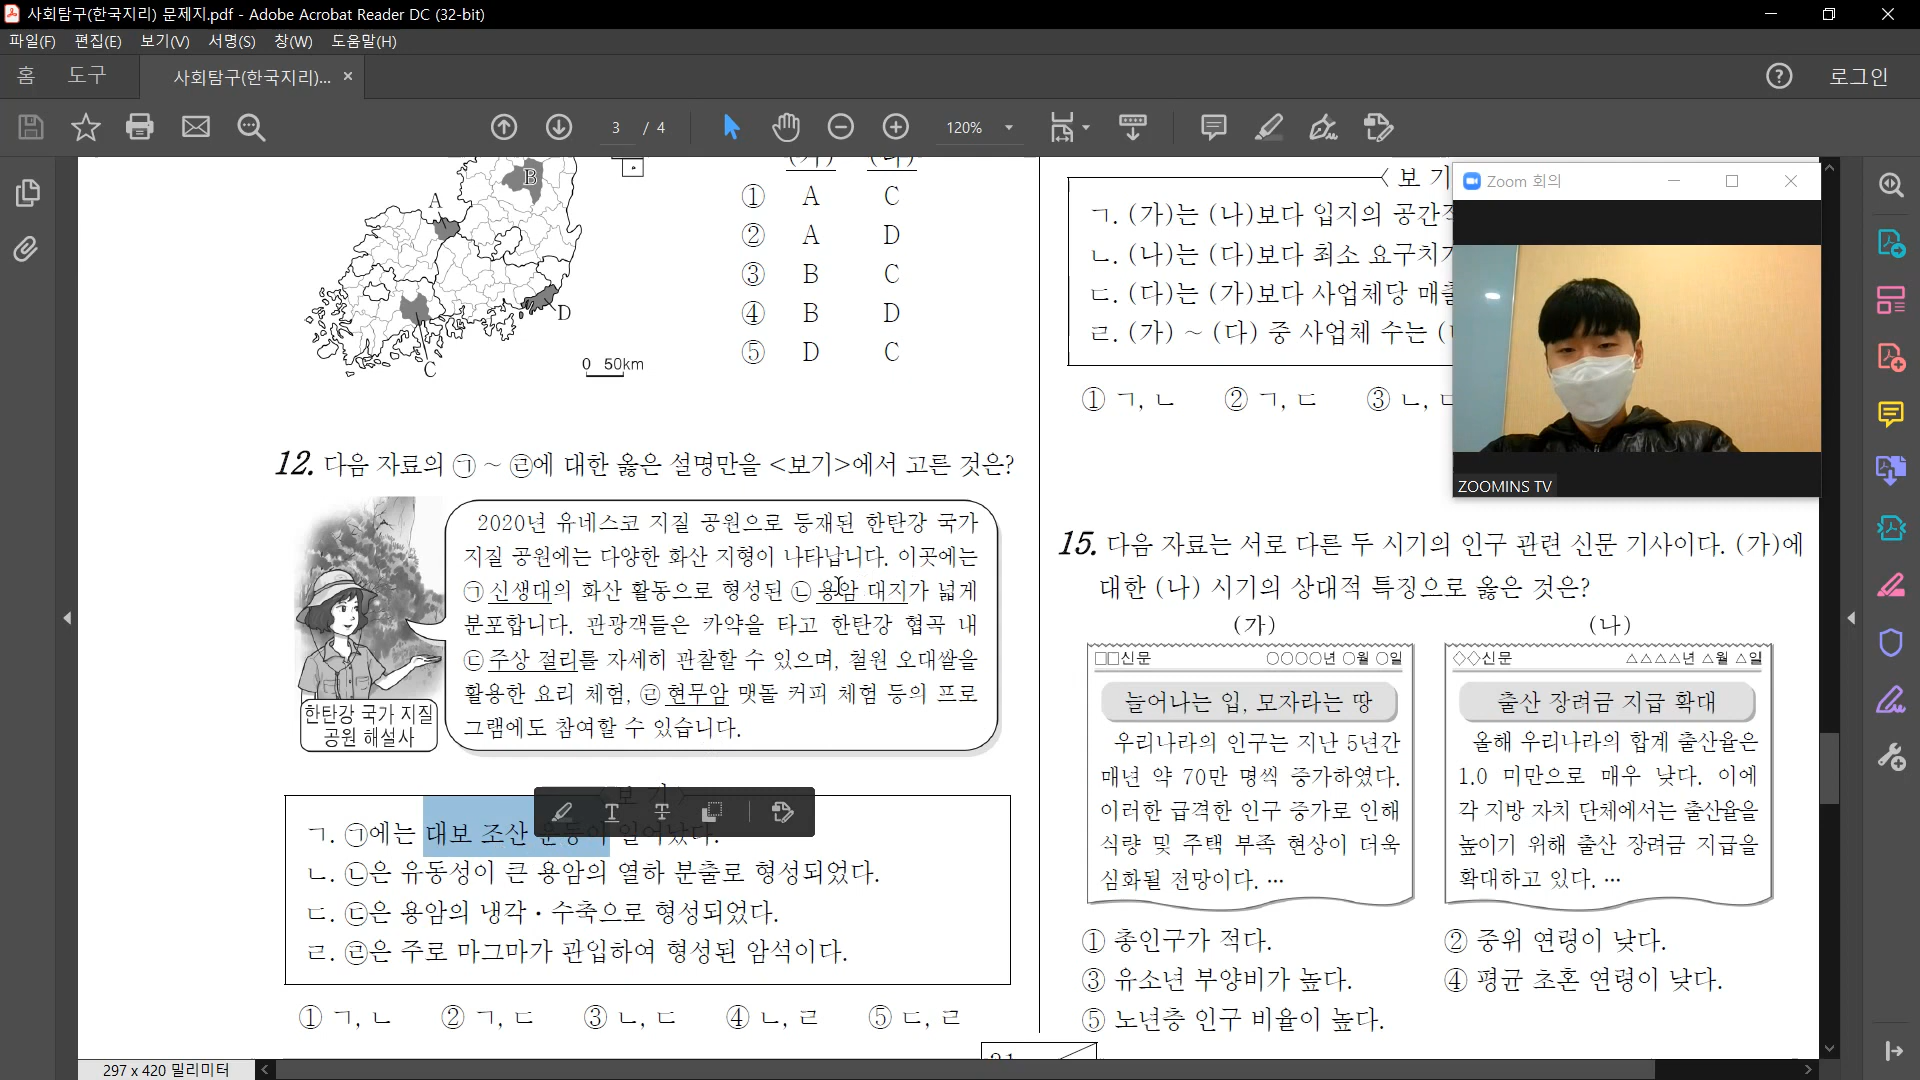 사회탐구(한국지리) 문제지.pdf - Adobe Acrobat Reader DC (32-bit)
파일(F) 편집(E) 보기(V) 서명(S) 창(W) 도움말(H)
홈 도구 사회탐구(한국지리)... × 로그인
3 / 4 120%
B
A
D
C
0 50km
① A C
② A D
③ B C
④ B D
⑤ D C
12. 다음 자료의 ㉠ ~ ㉣에 대한 옳은 설명만을 <보기>에서 고른 것은?
2020년 유네스코 지질 공원으로 등재된 한탄강 국가
지질 공원에는 다양한 화산 지형이 나타납니다. 이곳에는
㉠ 신생대의 화산 활동으로 형성된 ㉡ 용암 대지가 넓게
분포합니다. 관광객들은 카약을 타고 한탄강 협곡 내
㉢ 주상 절리를 자세히 관찰할 수 있으며, 철원 오대쌀을
활용한 요리 체험, ㉣ 현무암 맷돌 커피 체험 등의 프로
그램에도 참여할 수 있습니다.
한탄강 국가 지질
공원 해설사
ㄱ. ㉠에는 대보 조산 운동이 일어났다.
ㄴ. ㉡은 유동성이 큰 용암의 열하 분출로 형성되었다.
ㄷ. ㉢은 용암의 냉각·수축으로 형성되었다.
ㄹ. ㉣은 주로 마그마가 관입하여 형성된 암석이다.
① ㄱ, ㄴ ② ㄱ, ㄷ ③ ㄴ, ㄷ ④ ㄴ, ㄹ ⑤ ㄷ, ㄹ
<보 기
ㄱ. (가)는 (나)보다 입지의 공간
ㄴ. (나)는 (다)보다 최소 요구치
ㄷ. (다)는 (가)보다 사업체당 매출
ㄹ. (가) ~ (다) 중 사업체 수는
① ㄱ, ㄴ ② ㄱ, ㄷ ③ ㄴ, ㄷ
Zoom 회의
ZOOMINS TV
15. 다음 자료는 서로 다른 두 시기의 인구 관련 신문 기사이다. (가)에
대한 (나) 시기의 상대적 특징으로 옳은 것은?
(가)
□□신문 ○○○○년 ○월 ○일
늘어나는 입, 모자라는 땅
우리나라의 인구는 지난 5년간
매년 약 70만 명씩 증가하였다.
이러한 급격한 인구 증가로 인해
식량 및 주택 부족 현상이 더욱
심화될 전망이다. …
(나)
◇◇신문 △△△△년 △월 △일
출산 장려금 지급 확대
올해 우리나라의 합계 출산율은
1.0 미만으로 매우 낮다. 이에
각 지방 자치 단체에서는 출산율을
높이기 위해 출산 장려금 지급을
확대하고 있다. …
① 총인구가 적다. ② 중위 연령이 낮다.
③ 유소년 부양비가 높다. ④ 평균 초혼 연령이 낮다.
⑤ 노년층 인구 비율이 높다.
297 x 420 밀리미터